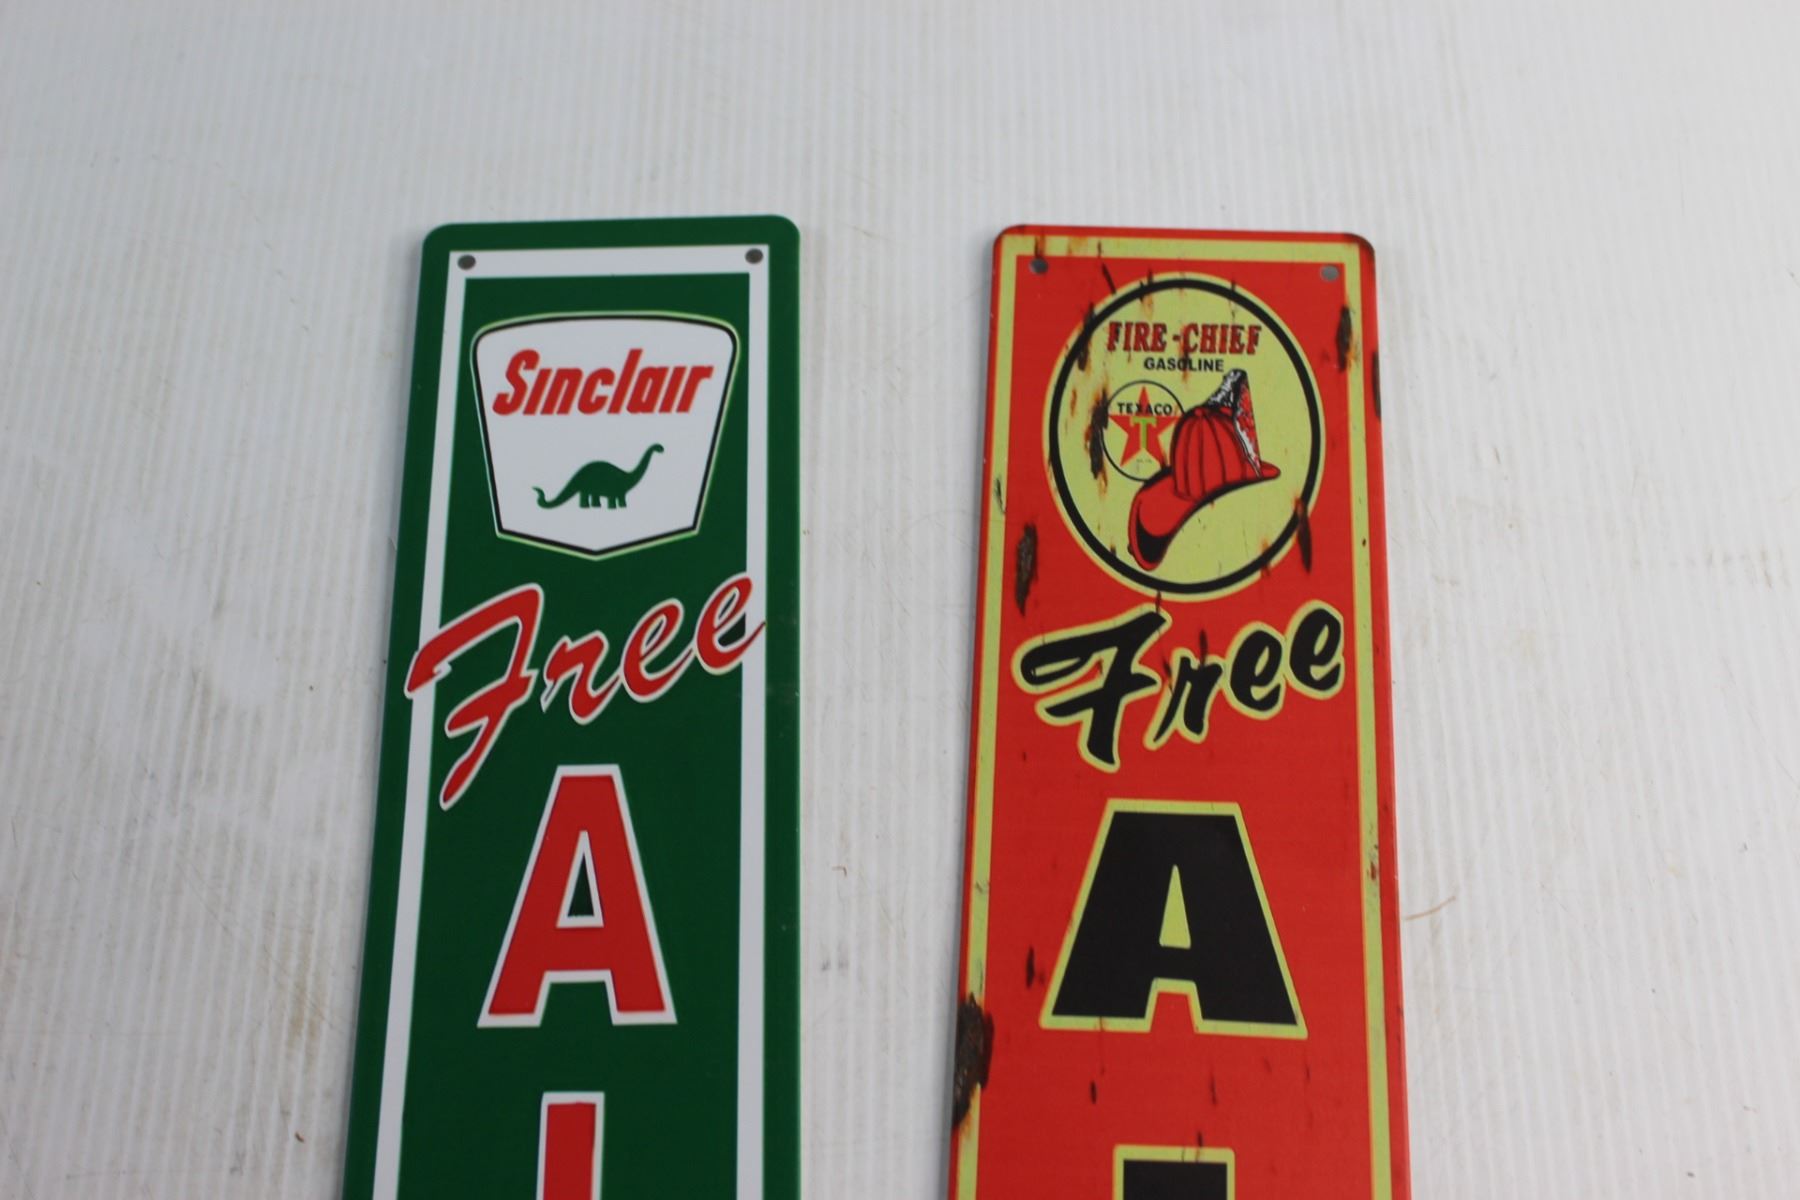 Sinclair
Free
A
I
FIRE-CHIEF
GASOLINE
TEXACO
T
Free
A